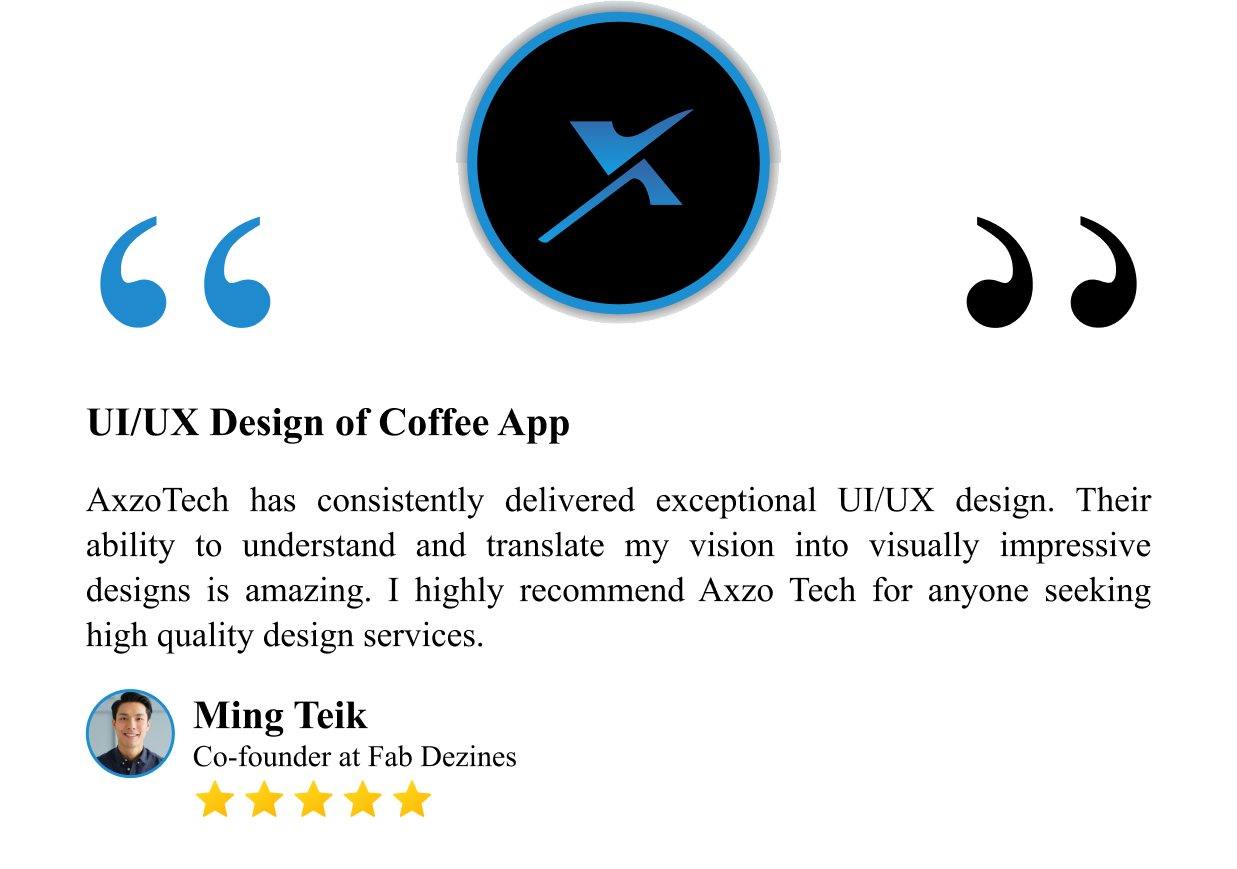 UI/UX Design of Coffee App
AxzoTech has consistently delivered exceptional UI/UX design. Their
ability to understand and translate my vision into visually impressive
designs is amazing. I highly recommend Axzo Tech for anyone seeking
high quality design services.
Ming Teik
Co-founder at Fab Dezines